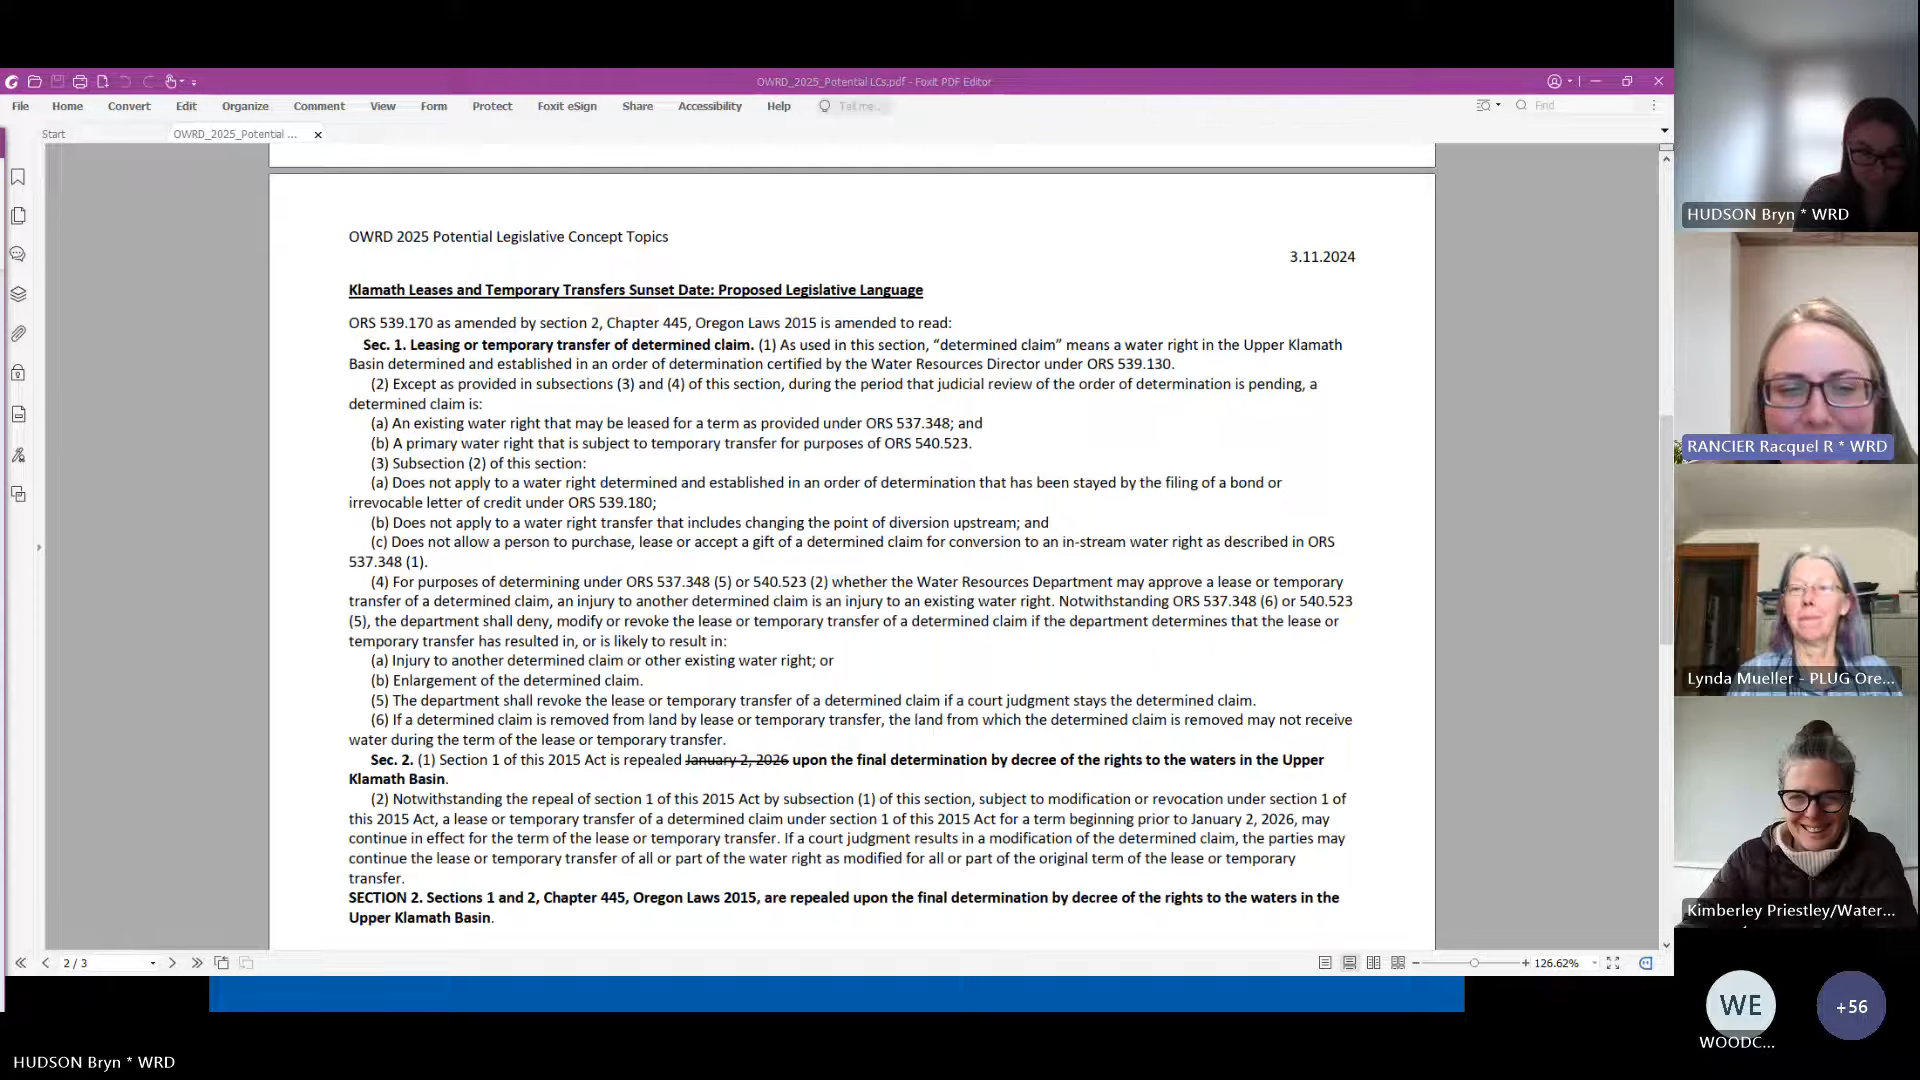 OWRD_2025_Potential LCs.pdf - Foxit PDF Editor
File Home Convert Edit Organize Comment View Form Protect Foxit eSign Share Accessibility Help Tell me... Find
Start OWRD_2025_Potential ...
OWRD 2025 Potential Legislative Concept Topics
3.11.2024
Klamath Leases and Temporary Transfers Sunset Date: Proposed Legislative Language
ORS 539.170 as amended by section 2, Chapter 445, Oregon Laws 2015 is amended to read:
Sec. 1. Leasing or temporary transfer of determined claim. (1) As used in this section, “determined claim” means a water right in the Upper Klamath
Basin determined and established in an order of determination certified by the Water Resources Director under ORS 539.130.
(2) Except as provided in subsections (3) and (4) of this section, during the period that judicial review of the order of determination is pending, a
determined claim is:
(a) An existing water right that may be leased for a term as provided under ORS 537.348; and
(b) A primary water right that is subject to temporary transfer for purposes of ORS 540.523.
(3) Subsection (2) of this section:
(a) Does not apply to a water right determined and established in an order of determination that has been stayed by the filing of a bond or
irrevocable letter of credit under ORS 539.180;
(b) Does not apply to a water right transfer that includes changing the point of diversion upstream; and
(c) Does not allow a person to purchase, lease or accept a gift of a determined claim for conversion to an in-stream water right as described in ORS
537.348 (1).
(4) For purposes of determining under ORS 537.348 (5) or 540.523 (2) whether the Water Resources Department may approve a lease or temporary
transfer of a determined claim, an injury to another determined claim is an injury to an existing water right. Notwithstanding ORS 537.348 (6) or 540.523
(5), the department shall deny, modify or revoke the lease or temporary transfer of a determined claim if the department determines that the lease or
temporary transfer has resulted in, or is likely to result in:
(a) Injury to another determined claim or other existing water right; or
(b) Enlargement of the determined claim.
(5) The department shall revoke the lease or temporary transfer of a determined claim if a court judgment stays the determined claim.
(6) If a determined claim is removed from land by lease or temporary transfer, the land from which the determined claim is removed may not receive
water during the term of the lease or temporary transfer.
Sec. 2. (1) Section 1 of this 2015 Act is repealed January 2, 2026 upon the final determination by decree of the rights to the waters in the Upper
Klamath Basin.
(2) Notwithstanding the repeal of section 1 of this 2015 Act by subsection (1) of this section, subject to modification or revocation under section 1 of
this 2015 Act, a lease or temporary transfer of a determined claim under section 1 of this 2015 Act for a term beginning prior to January 2, 2026, may
continue in effect for the term of the lease or temporary transfer. If a court judgment results in a modification of the determined claim, the parties may
continue the lease or temporary transfer of all or part of the water right as modified for all or part of the original term of the lease or temporary
transfer.
SECTION 2. Sections 1 and 2, Chapter 445, Oregon Laws 2015, are repealed upon the final determination by decree of the rights to the waters in the
Upper Klamath Basin.
2 / 3
126.62%
HUDSON Bryn * WRD
RANCIER Racquel R * WRD
Lynda Mueller - PLUG Ore...
Kimberley Priestley/Water...
WE
+56
WOODC...
HUDSON Bryn * WRD